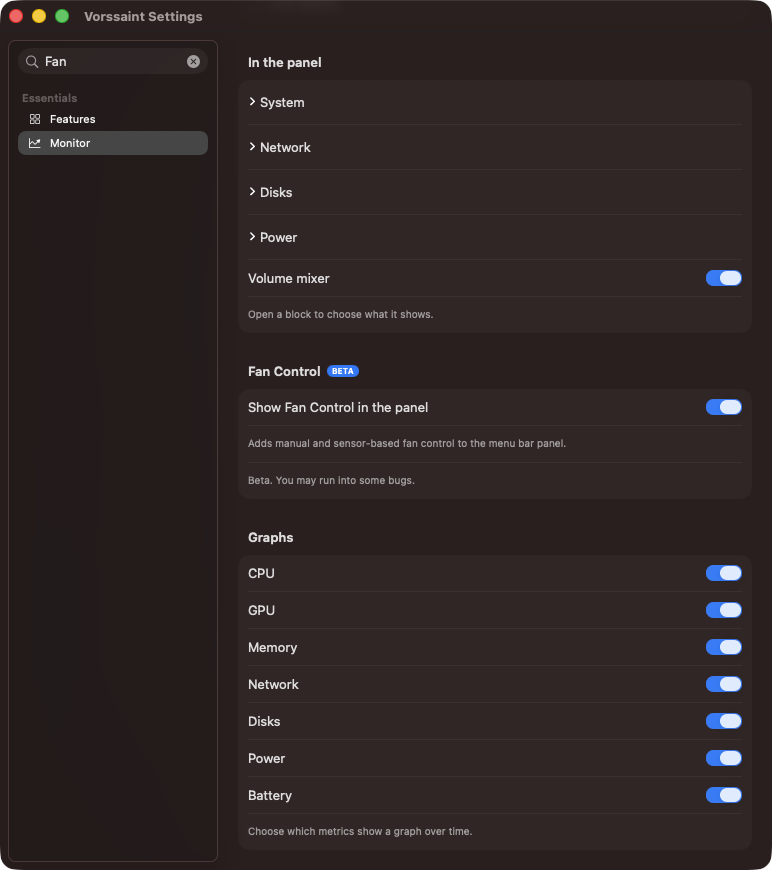 Vorssaint Settings
Fan
Essentials
Features
Monitor
In the panel
System
Network
Disks
Power
Volume mixer
Open a block to choose what it shows.
Fan Control BETA
Show Fan Control in the panel
Adds manual and sensor-based fan control to the menu bar panel.
Beta. You may run into some bugs.
Graphs
CPU
GPU
Memory
Network
Disks
Power
Battery
Choose which metrics show a graph over time.